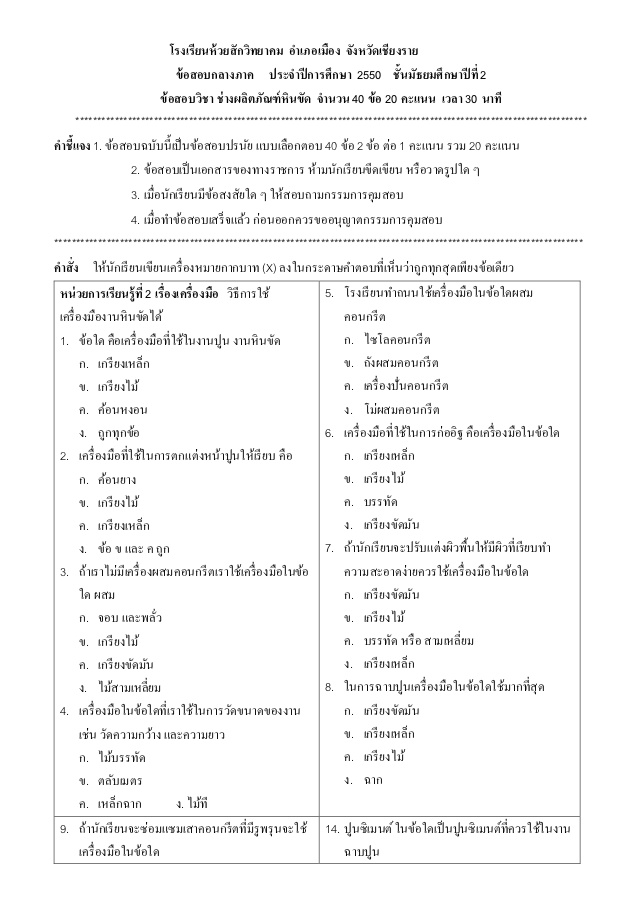 โรงเรียนห้วยสักวิทยาคม อำเภอเมือง จังหวัดเชียงราย
ข้อสอบกลางภาค ประจำปีการศึกษา 2550 ชั้นมัธยมศึกษาปีที่ 2
ข้อสอบวิชา ช่างผลิตภัณฑ์หินขัด จำนวน 40 ข้อ 20 คะแนน เวลา 30 นาที
คำชี้แจง 1. ข้อสอบฉบับนี้เป็นข้อสอบปรนัย แบบเลือกตอบ 40 ข้อ 2 ข้อ ต่อ 1 คะแนน รวม 20 คะแนน
2. ข้อสอบเป็นเอกสารของทางราชการ ห้ามนักเรียนขีดเขียน หรือวาดรูปใด ๆ
3. เมื่อนักเรียนมีข้อสงสัยใด ๆ ให้สอบถามกรรมการคุมสอบ
4. เมื่อทำข้อสอบเสร็จแล้ว ก่อนออกควรขออนุญาตกรรมการคุมสอบ
คำสั่ง ให้นักเรียนเขียนเครื่องหมายกากบาท (X) ลงในกระดาษคำตอบที่เห็นว่าถูกทุกสุดเพียงข้อเดียว
หน่วยการเรียนรู้ที่ 2 เรื่องเครื่องมือ วิธีการใช้
เครื่องมืองานหินขัดได้
1. ข้อใด คือเครื่องมือที่ใช้ในงานปูน งานหินขัด
ก. เกรียงเหล็ก
ข. เกรียงไม้
ค. ค้อนหงอน
ง. ถูกทุกข้อ
2. เครื่องมือที่ใช้ในการตกแต่งหน้าปูนให้เรียบ คือ
ก. ค้อนยาง
ข. เกรียงไม้
ค. เกรียงเหล็ก
ง. ข้อ ข และ ค ถูก
3. ถ้าเราไม่มีเครื่องผสมคอนกรีตเราใช้เครื่องมือในข้อ
ใด ผสม
ก. จอบ และพลั่ว
ข. เกรียงไม้
ค. เกรียงขัดมัน
ง. ไม้สามเหลี่ยม
4. เครื่องมือในข้อใดที่เราใช้ในการวัดขนาดของงาน
เช่น วัดความกว้าง และความยาว
ก. ไม้บรรทัด
ข. ตลับเมตร
ค. เหล็กฉาก ง. ไม้ที
5. โรงเรียนทำถนนใช้เครื่องมือในข้อใดผสม
คอนกรีต
ก. ไซโลคอนกรีต
ข. ถังผสมคอนกรีต
ค. เครื่องปั่นคอนกรีต
ง. โม่ผสมคอนกรีต
6. เครื่องมือที่ใช้ในการก่ออิฐ คือเครื่องมือในข้อใด
ก. เกรียงเหล็ก
ข. เกรียงไม้
ค. บรรทัด
ง. เกรียงขัดมัน
7. ถ้านักเรียนจะปรับแต่งผิวพื้นให้มีผิวที่เรียบทำ
ความสะอาดง่ายควรใช้เครื่องมือในข้อใด
ก. เกรียงขัดมัน
ข. เกรียงไม้
ค. บรรทัด หรือ สามเหลี่ยม
ง. เกรียงเหล็ก
8. ในการฉาบปูนเครื่องมือในข้อใดใช้มากที่สุด
ก. เกรียงขัดมัน
ข. เกรียงเหล็ก
ค. เกรียงไม้
ง. ฉาก
9. ถ้านักเรียนจะซ่อมแซมเสาคอนกรีตที่มีรูพรุนจะใช้
เครื่องมือในข้อใด
14. ปูนซิเมนต์ ในข้อใดเป็นปูนซิเมนต์ที่ควรใช้ในงาน
ฉาบปูน